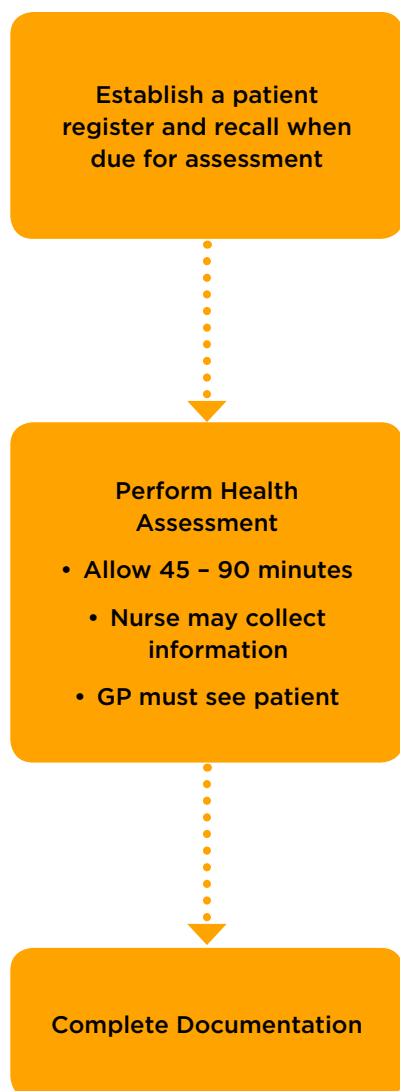 Establish a patient
register and recall when
due for assessment
Perform Health
Assessment
• Allow 45 – 90 minutes
• Nurse may collect
information
• GP must see patient
Complete Documentation